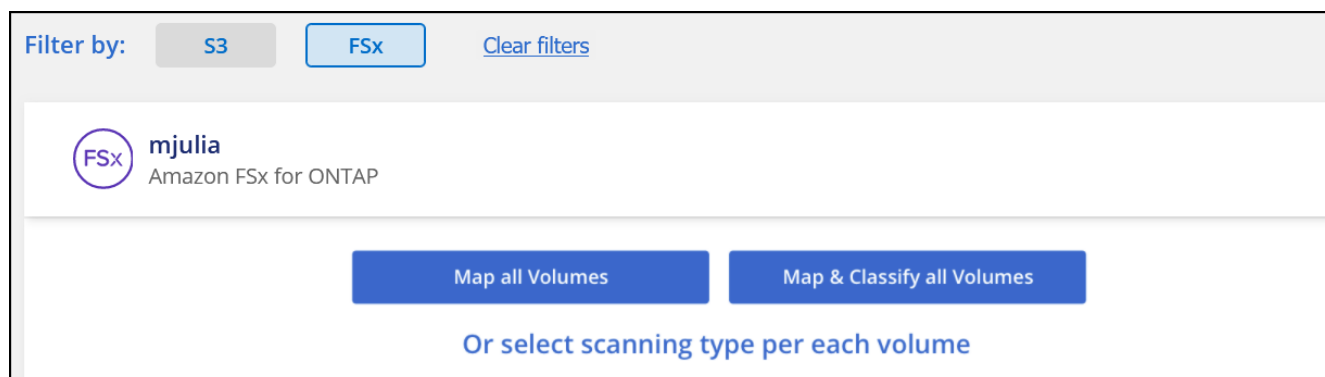 Filter by: S3 FSx Clear filters
FSx mjulia
Amazon FSx for ONTAP
Map all Volumes Map & Classify all Volumes
Or select scanning type per each volume